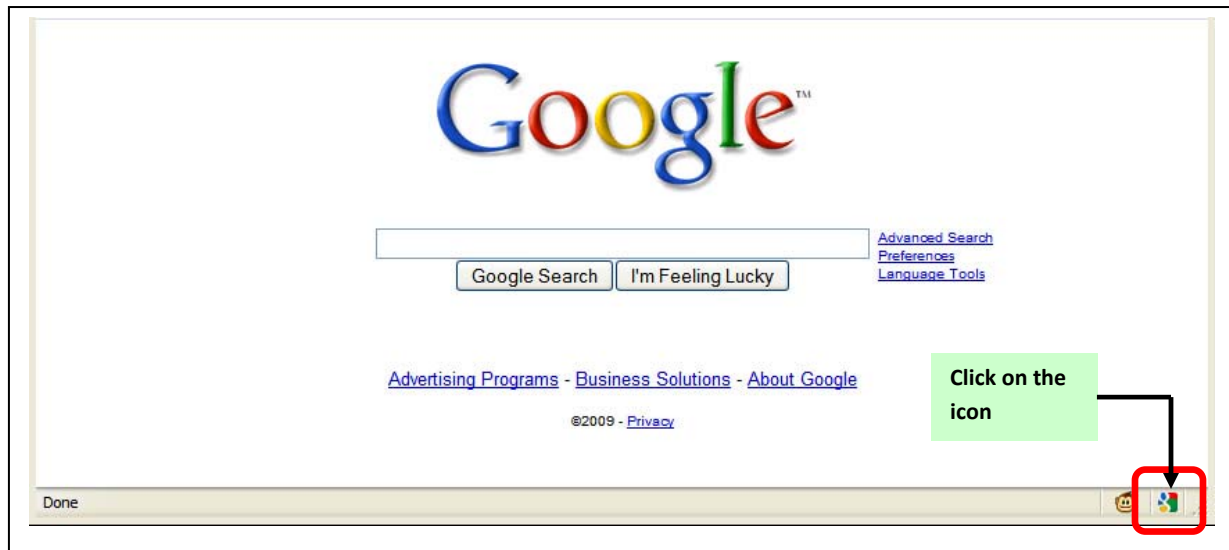 Google™
Advanced Search
Preferences
Language Tools
Google Search I'm Feeling Lucky
Advertising Programs - Business Solutions - About Google
Click on the
icon
©2009 - Privacy
Done